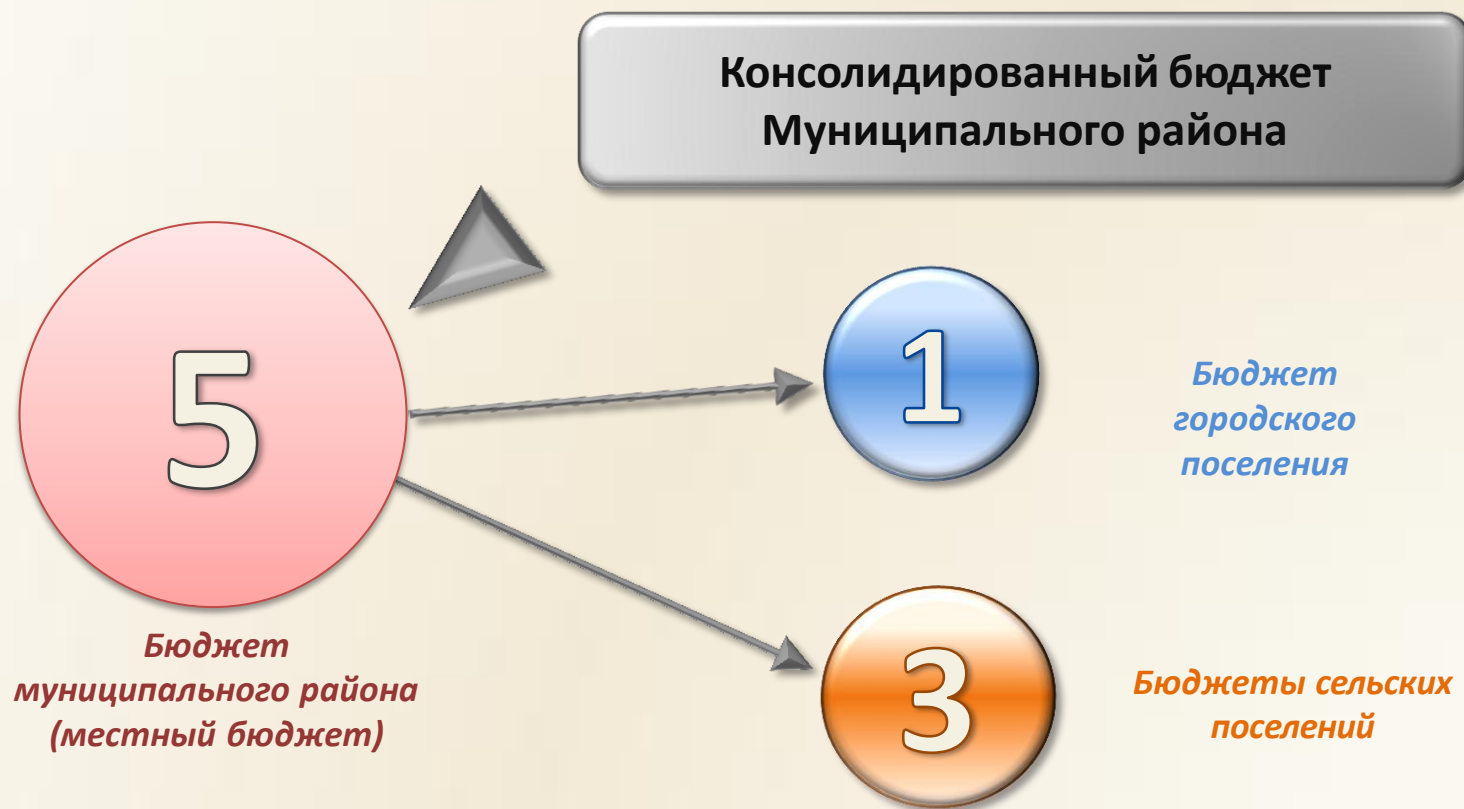 Консолидированный бюджет
Муниципального района
5
Бюджет
муниципального района
(местный бюджет)
1
Бюджет
городского
поселения
3
Бюджеты сельских
поселений